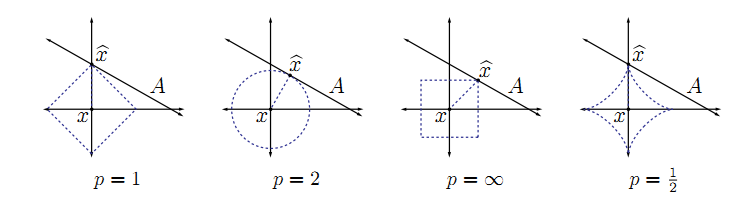 x̂ A x
x̂ A x
x̂ A x
x̂ A x
p = 1 p = 2 p = ∞ p = 1/2